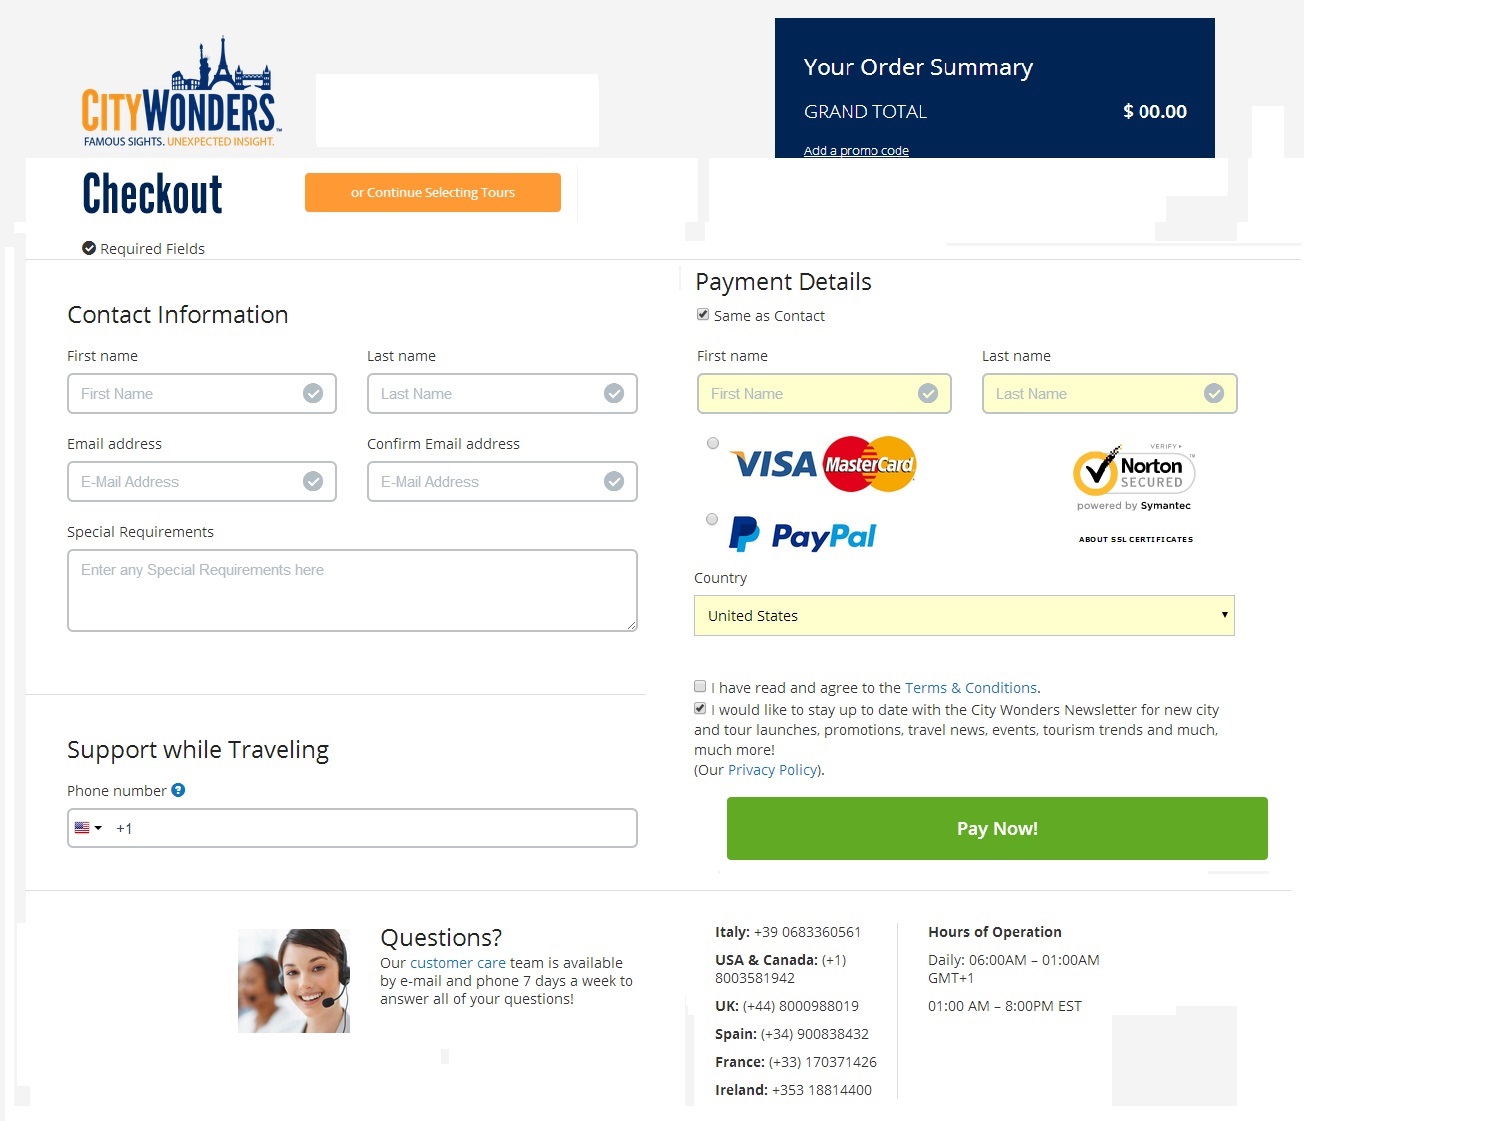 CITYWONDERS™
FAMOUS SIGHTS. UNEXPECTED INSIGHT.
Your Order Summary
GRAND TOTAL $ 00.00
Add a promo code
Checkout
or Continue Selecting Tours
Required Fields
Contact Information
First name Last name
First Name Last Name
Email address Confirm Email address
E-Mail Address E-Mail Address
Special Requirements
Enter any Special Requirements here
Support while Traveling
Phone number ?
+1
Payment Details
Same as Contact
First name Last name
First Name Last Name
VISA MasterCard
PayPal
VERIFY
Norton™
SECURED
powered by Symantec
ABOUT SSL CERTIFICATES
Country
United States
I have read and agree to the Terms & Conditions.
I would like to stay up to date with the City Wonders Newsletter for new city
and tour launches, promotions, travel news, events, tourism trends and much,
much more!
(Our Privacy Policy).
Pay Now!
Questions?
Our customer care team is available
by e-mail and phone 7 days a week to
answer all of your questions!
Italy: +39 0683360561
USA & Canada: (+1)
8003581942
UK: (+44) 8000988019
Spain: (+34) 900838432
France: (+33) 170371426
Ireland: +353 18814400
Hours of Operation
Daily: 06:00AM – 01:00AM
GMT+1
01:00 AM – 8:00PM EST